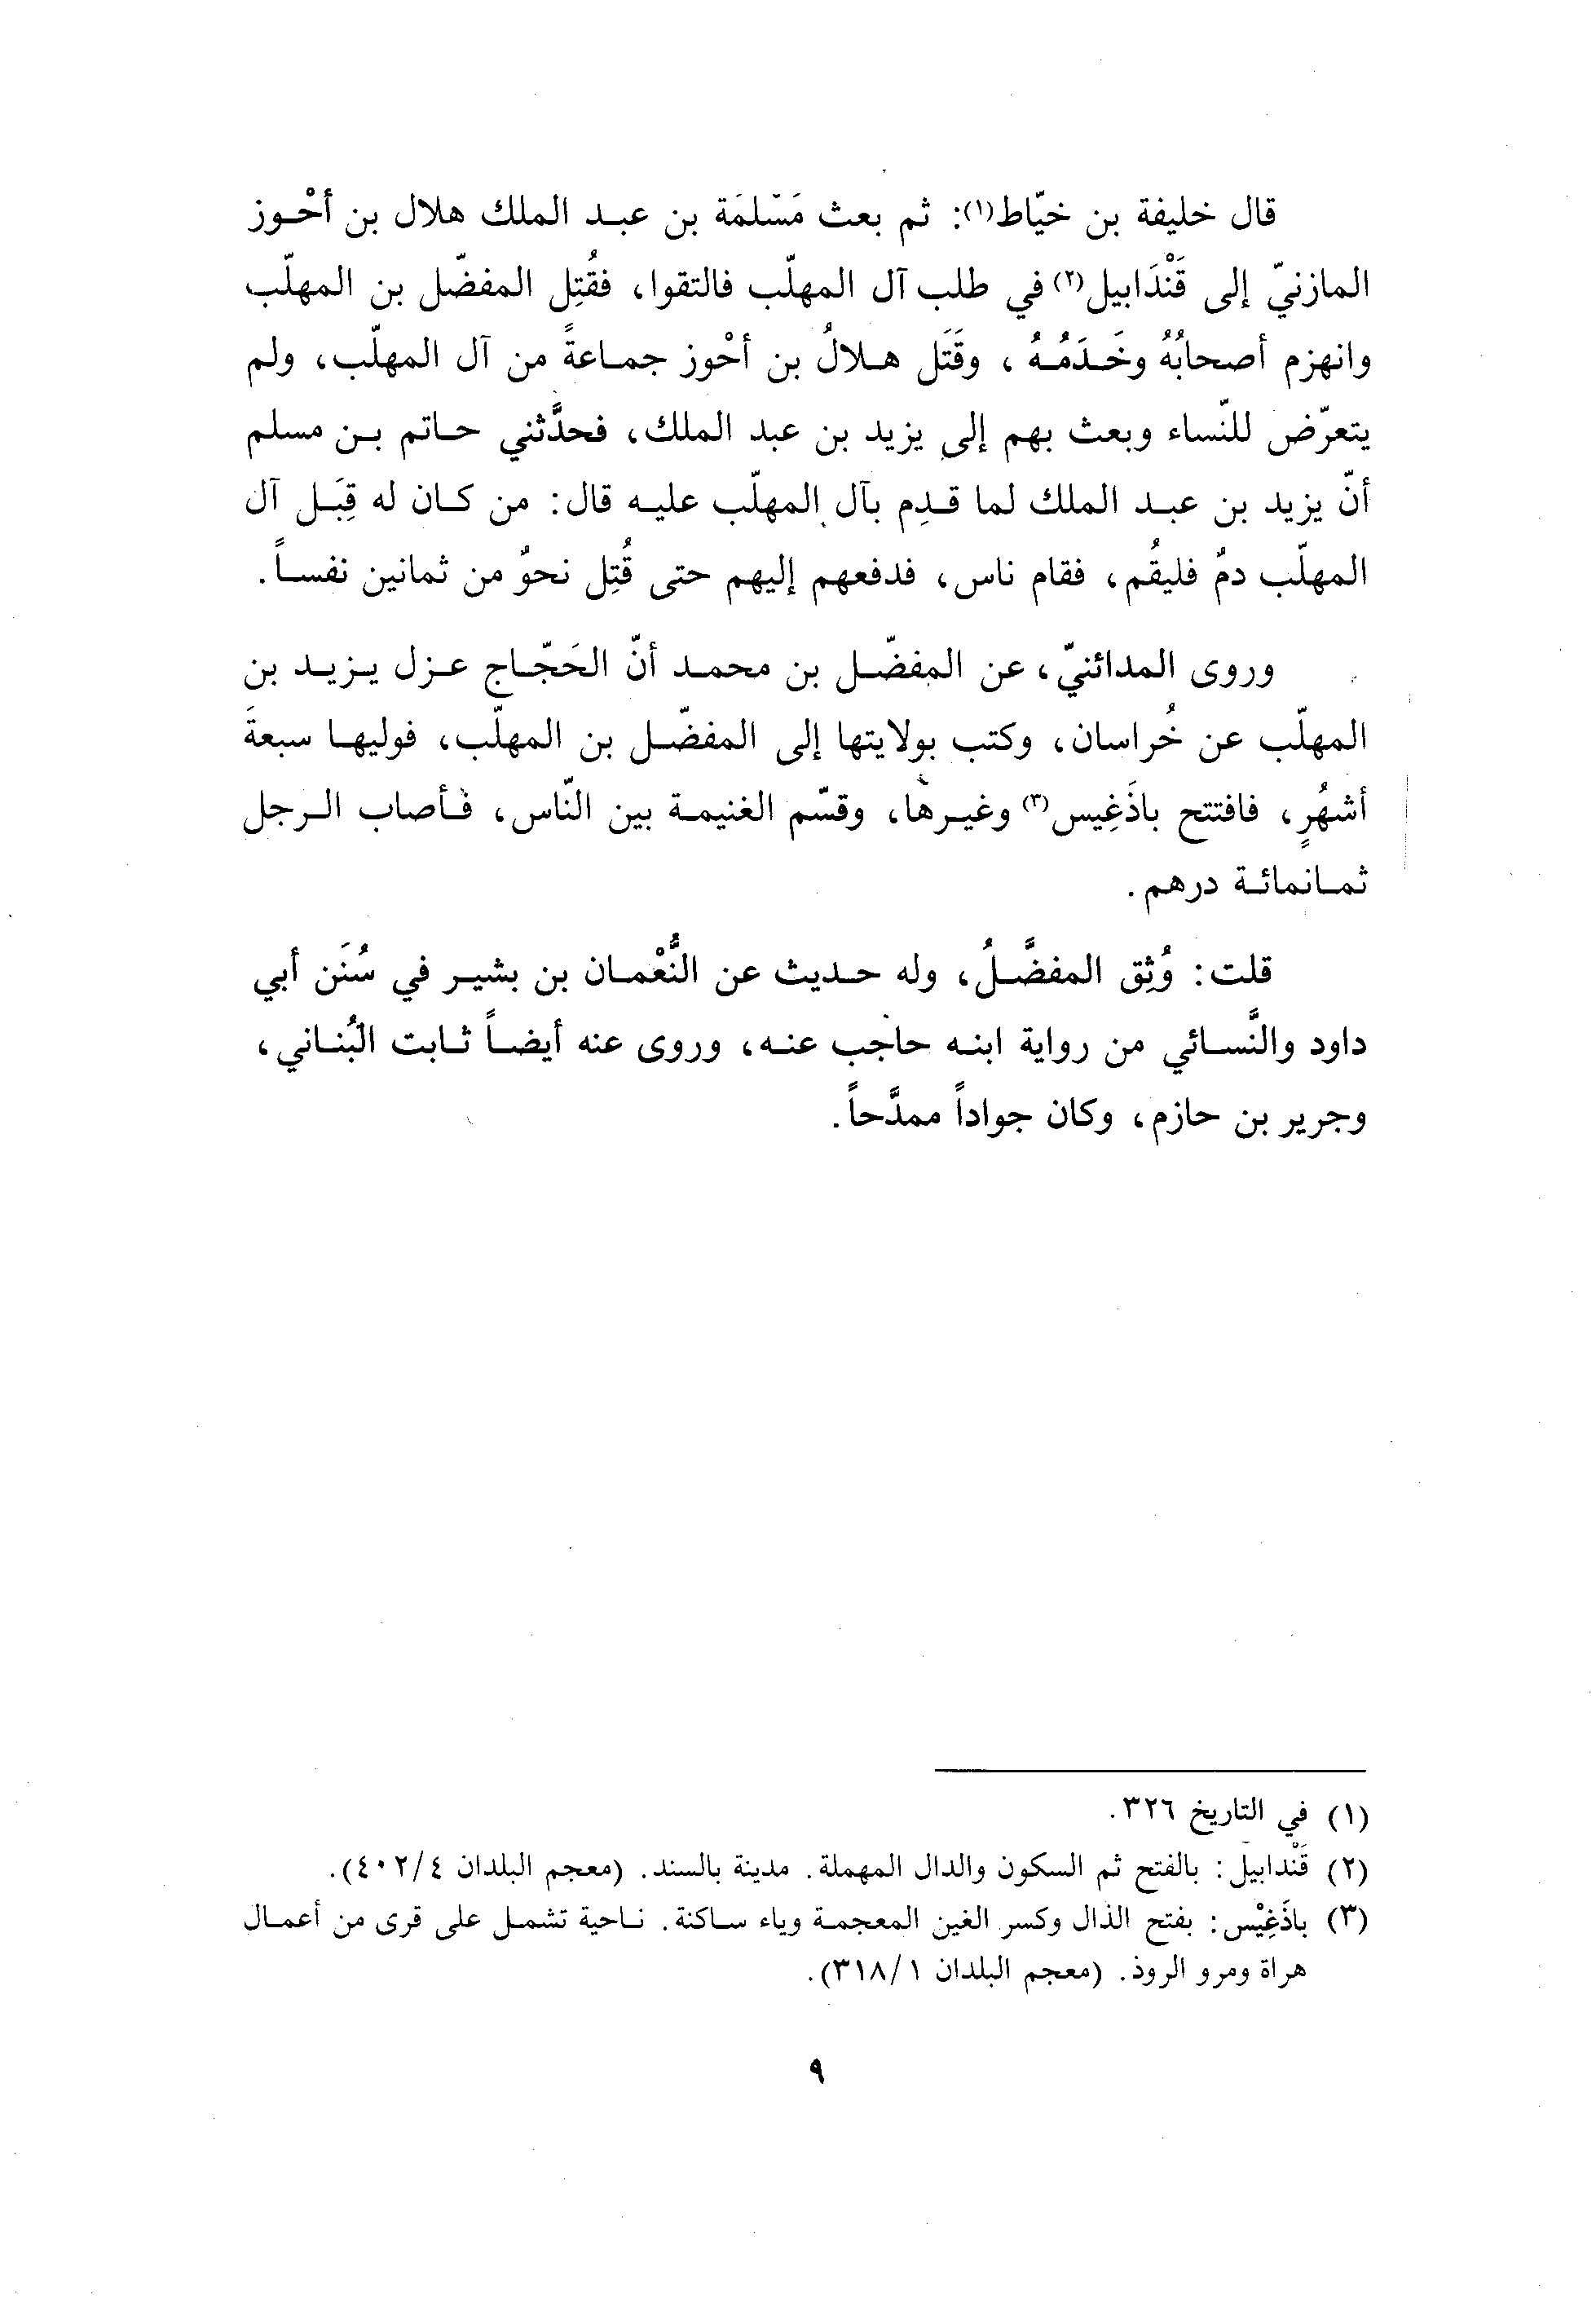 قال خليفة بن خيّاط(١): ثم بعث مَسْلمَة بن عبد الملك هلال بن أحْوز
المازنيّ إلى قَنْدَابيل(٢) في طلب آل المهلّب فالتقوا، فقُتِل المفضّل بن المهلّب
وانهزم أصحابُهُ وخَدَمُهُ، وقَتَل هلالُ بن أحْوز جماعةً من آل المهلّب، ولم
يتعرّض للنّساء وبعث بهم إلى يزيد بن عبد الملك، فحدَّثني حاتم بن مسلم
أنّ يزيد بن عبد الملك لما قدِم بآل المهلّب عليه قال: من كان له قِبَل آل
المهلّب دمٌ فليقُم، فقام ناس، فدفعهم إليهم حتى قُتِل نحوٌ من ثمانين نفساً.
وروى المدائنيّ، عن المفضّل بن محمد أنّ الحَجّاج عزل يزيد بن
المهلّب عن خُراسان، وكتب بولايتها إلى المفضّل بن المهلّب، فوليها سبعةَ
أشهُرٍ، فافتتح باذَغِيس(٣) وغيرها، وقسّم الغنيمة بين النّاس، فأصاب الرجل
ثمانمائة درهم.
قلت: وُثِق المفضَّلُ، وله حديث عن النُّعْمان بن بشير في سُنَن أبي
داود والنَّسائي من رواية ابنه حاجب عنه، وروى عنه أيضاً ثابت البُناني،
وجرير بن حازم، وكان جواداً ممدَّحاً.
(١) في التاريخ ٣٢٦.
(٢) قَنْدابيل: بالفتح ثم السكون والدال المهملة. مدينة بالسند. (معجم البلدان ٤٠٢/٤).
(٣) باذَغِيْس: بفتح الذال وكسر الغين المعجمة وياء ساكنة. ناحية تشمل على قرى من أعمال
هراة ومرو الروذ. (معجم البلدان ٣١٨/١).
٩